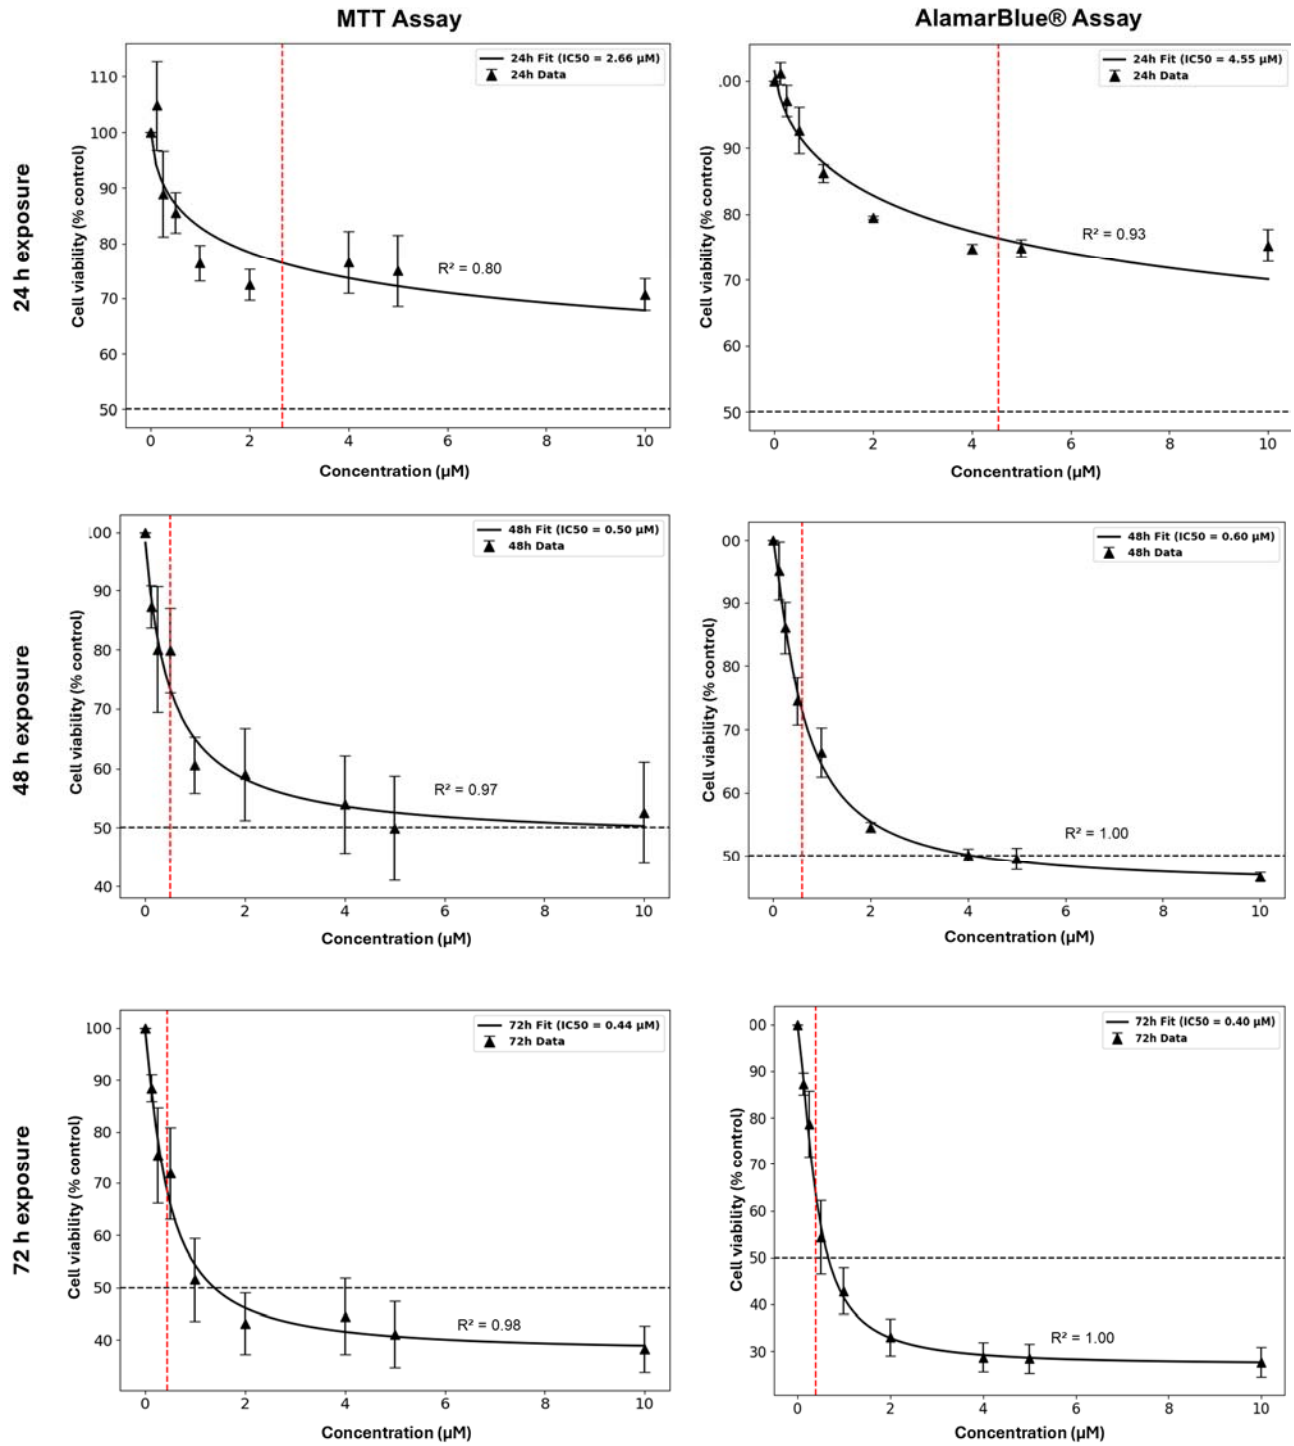 MTT Assay
AlamarBlue® Assay
24 h exposure
Cell viability (% control)
110
100
90
80
70
60
50
24h Fit (IC50 = 2.66 μM)
24h Data
R² = 0.80
0 2 4 6 8 10
Concentration (μM)
Cell viability (% control)
.00
90
80
70
60
50
24h Fit (IC50 = 4.55 μM)
24h Data
R² = 0.93
0 2 4 6 8 10
Concentration (μM)
48 h exposure
Cell viability (% control)
.00
90
80
70
60
50
40
48h Fit (IC50 = 0.50 μM)
48h Data
R² = 0.97
0 2 4 6 8 10
Concentration (μM)
Cell viability (% control)
00
90
80
70
60
50
48h Fit (IC50 = 0.60 μM)
48h Data
R² = 1.00
0 2 4 6 8 10
Concentration (μM)
72 h exposure
Cell viability (% control)
100
90
80
70
60
50
40
72h Fit (IC50 = 0.44 μM)
72h Data
R² = 0.98
0 2 4 6 8 10
Concentration (μM)
Cell viability (% control)
00
90
80
70
60
50
40
30
72h Fit (IC50 = 0.40 μM)
72h Data
R² = 1.00
0 2 4 6 8 10
Concentration (μM)